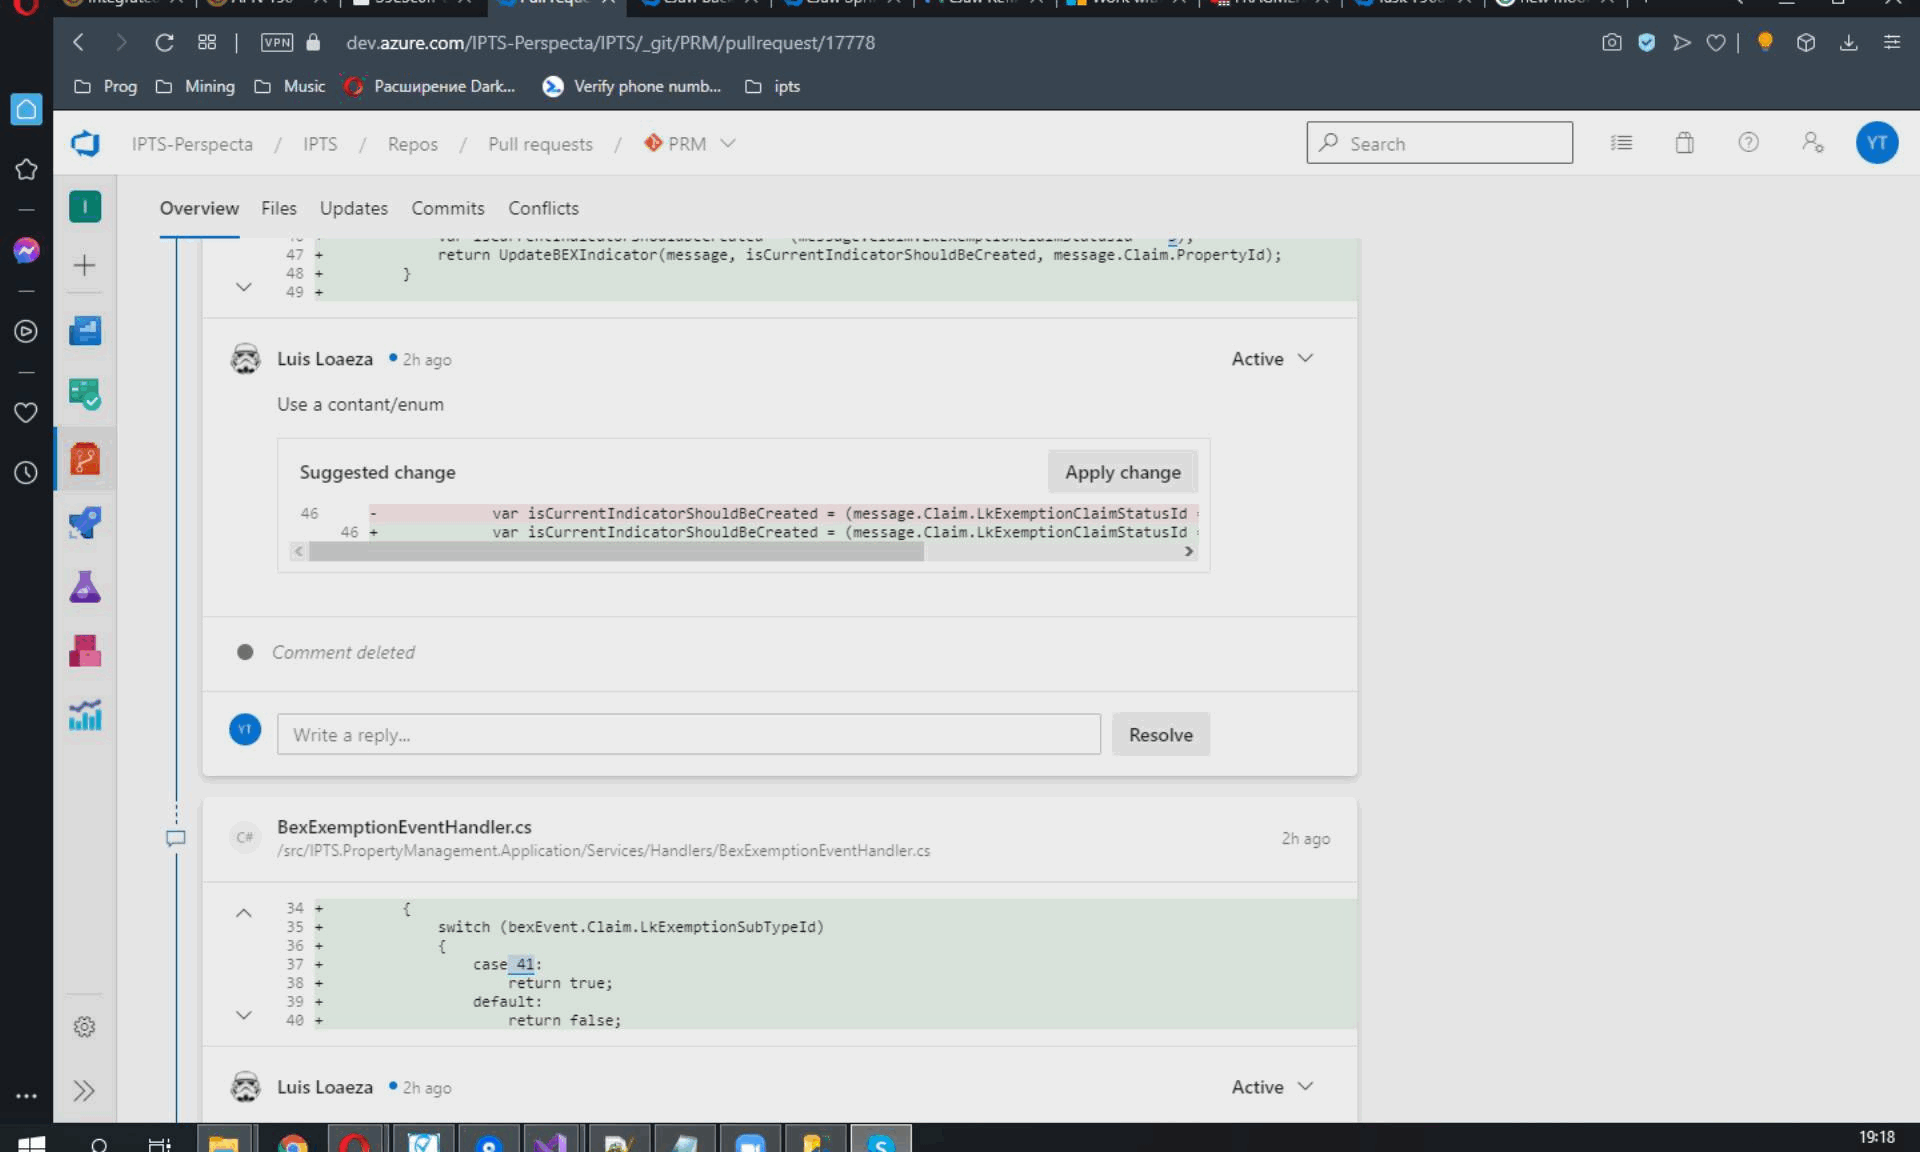 Pull reque
VPN
dev.azure.com/IPTS-Perspecta/IPTS/_git/PRM/pullrequest/17778
Prog
Mining
Music
Расширение Dark...
Verify phone numb...
ipts
IPTS-Perspecta / IPTS / Repos / Pull requests / PRM
Search
YT
I
Overview
Files
Updates
Commits
Conflicts
47 + return UpdateBEXIndicator(message, isCurrentIndicatorShouldBeCreated, message.Claim.PropertyId);
48 + }
49 +
Luis Loaeza 2h ago
Active
Use a contant/enum
Suggested change
Apply change
46 - var isCurrentIndicatorShouldBeCreated = (message.Claim.LkExemptionClaimStatusId
46 + var isCurrentIndicatorShouldBeCreated = (message.Claim.LkExemptionClaimStatusId
Comment deleted
YT
Write a reply...
Resolve
C#
BexExemptionEventHandler.cs
/src/IPTS.PropertyManagement.Application/Services/Handlers/BexExemptionEventHandler.cs
2h ago
34 + {
35 + switch (bexEvent.Claim.LkExemptionSubTypeId)
36 + {
37 + case 41:
38 + return true;
39 + default:
40 + return false;
Luis Loaeza 2h ago
Active
19:18